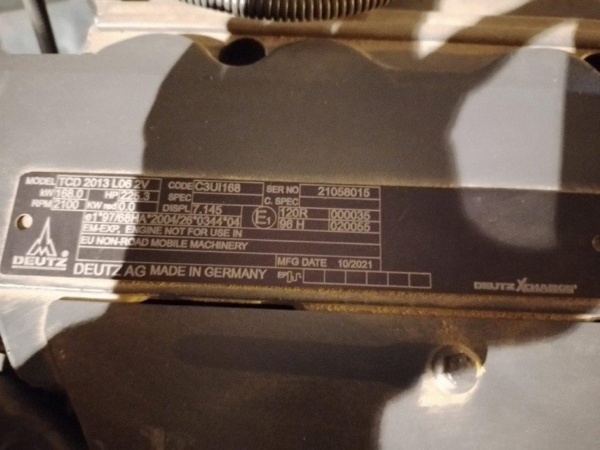 MODEL TCD 2013 L06 2V CODE C3UI168 SER NO 21058015
kW 168.0 HP 225.3 SPEC C. SPEC
RPM 2100 kW red 0.0 DISPL 7.145
e1*97/68HA*2004/26*0344*04 E1 120R 000035
EM-EXP. ENGINE NOT FOR USE IN 96 H 020055
EU NON-ROAD MOBILE MACHINERY
MFG DATE 10/2021
DEUTZ
DEUTZ AG MADE IN GERMANY
DEUTZ XCHANGE